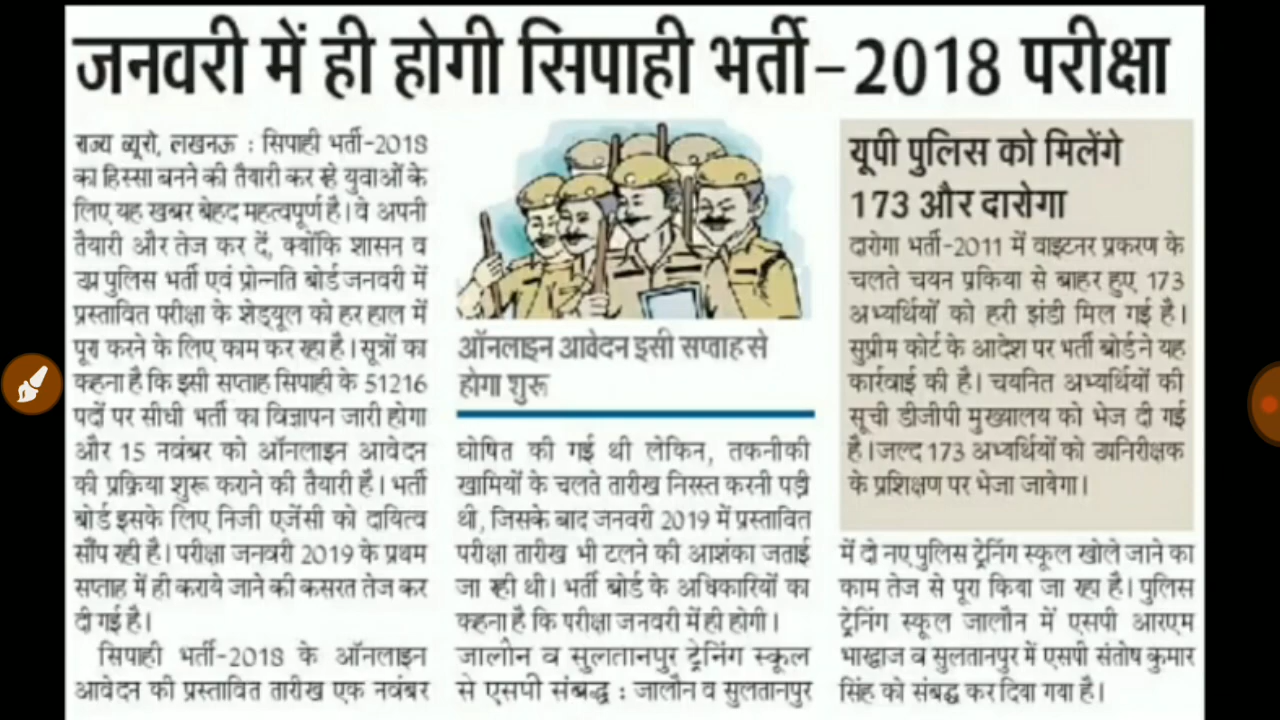 जनवरी में ही होगी सिपाही भर्ती-2018 परीक्षा
राज्य ब्यूरो, लखनऊ : सिपाही भर्ती-2018
का हिस्सा बनने की तैयारी कर रहे युवाओं के
लिए यह खबर बेहद महत्वपूर्ण है। वे अपनी
तैयारी और तेज कर दें, क्योंकि शासन व
उप्र पुलिस भर्ती एवं प्रोन्नति बोर्ड जनवरी में
प्रस्तावित परीक्षा के शेड्यूल को हर हाल में
पूरा करने के लिए काम कर रहा है। सूत्रों का
कहना है कि इसी सप्ताह सिपाही के 51216
पदों पर सीधी भर्ती का विज्ञापन जारी होगा
और 15 नवंबर को ऑनलाइन आवेदन
की प्रक्रिया शुरू कराने की तैयारी है। भर्ती
बोर्ड इसके लिए निजी एजेंसी को दायित्व
सौंप रही है। परीक्षा जनवरी 2019 के प्रथम
सप्ताह में ही कराये जाने की कसरत तेज कर
दी गई है।
सिपाही भर्ती-2018 के ऑनलाइन
आवेदन की प्रस्तावित तारीख एक नवंबर
ऑनलाइन आवेदन इसी सप्ताह से
होगा शुरू
घोषित की गई थी लेकिन, तकनीकी
खामियों के चलते तारीख निरस्त करनी पड़ी
थी, जिसके बाद जनवरी 2019 में प्रस्तावित
परीक्षा तारीख भी टलने की आशंका जताई
जा रही थी। भर्ती बोर्ड के अधिकारियों का
कहना है कि परीक्षा जनवरी में ही होगी।
जालौन व सुलतानपुर ट्रेनिंग स्कूल
से एसपी संबद्ध : जालौन व सुलतानपुर
यूपी पुलिस को मिलेंगे
173 और दारोगा
दारोगा भर्ती-2011 में वाइटनर प्रकरण के
चलते चयन प्रकिया से बाहर हुए 173
अभ्यर्थियों को हरी झंडी मिल गई है।
सुप्रीम कोर्ट के आदेश पर भर्ती बोर्ड ने यह
कार्रवाई की है। चयनित अभ्यर्थियों की
सूची डीजीपी मुख्यालय को भेज दी गई
है। जल्द 173 अभ्यर्थियों को उपनिरीक्षक
के प्रशिक्षण पर भेजा जायेगा।
में दो नए पुलिस ट्रेनिंग स्कूल खोले जाने का
काम तेज से पूरा किया जा रहा है। पुलिस
ट्रेनिंग स्कूल जालौन में एसपी आरएम
भारद्वाज व सुलतानपुर में एसपी संतोष कुमार
सिंह को संबद्ध कर दिया गया है।